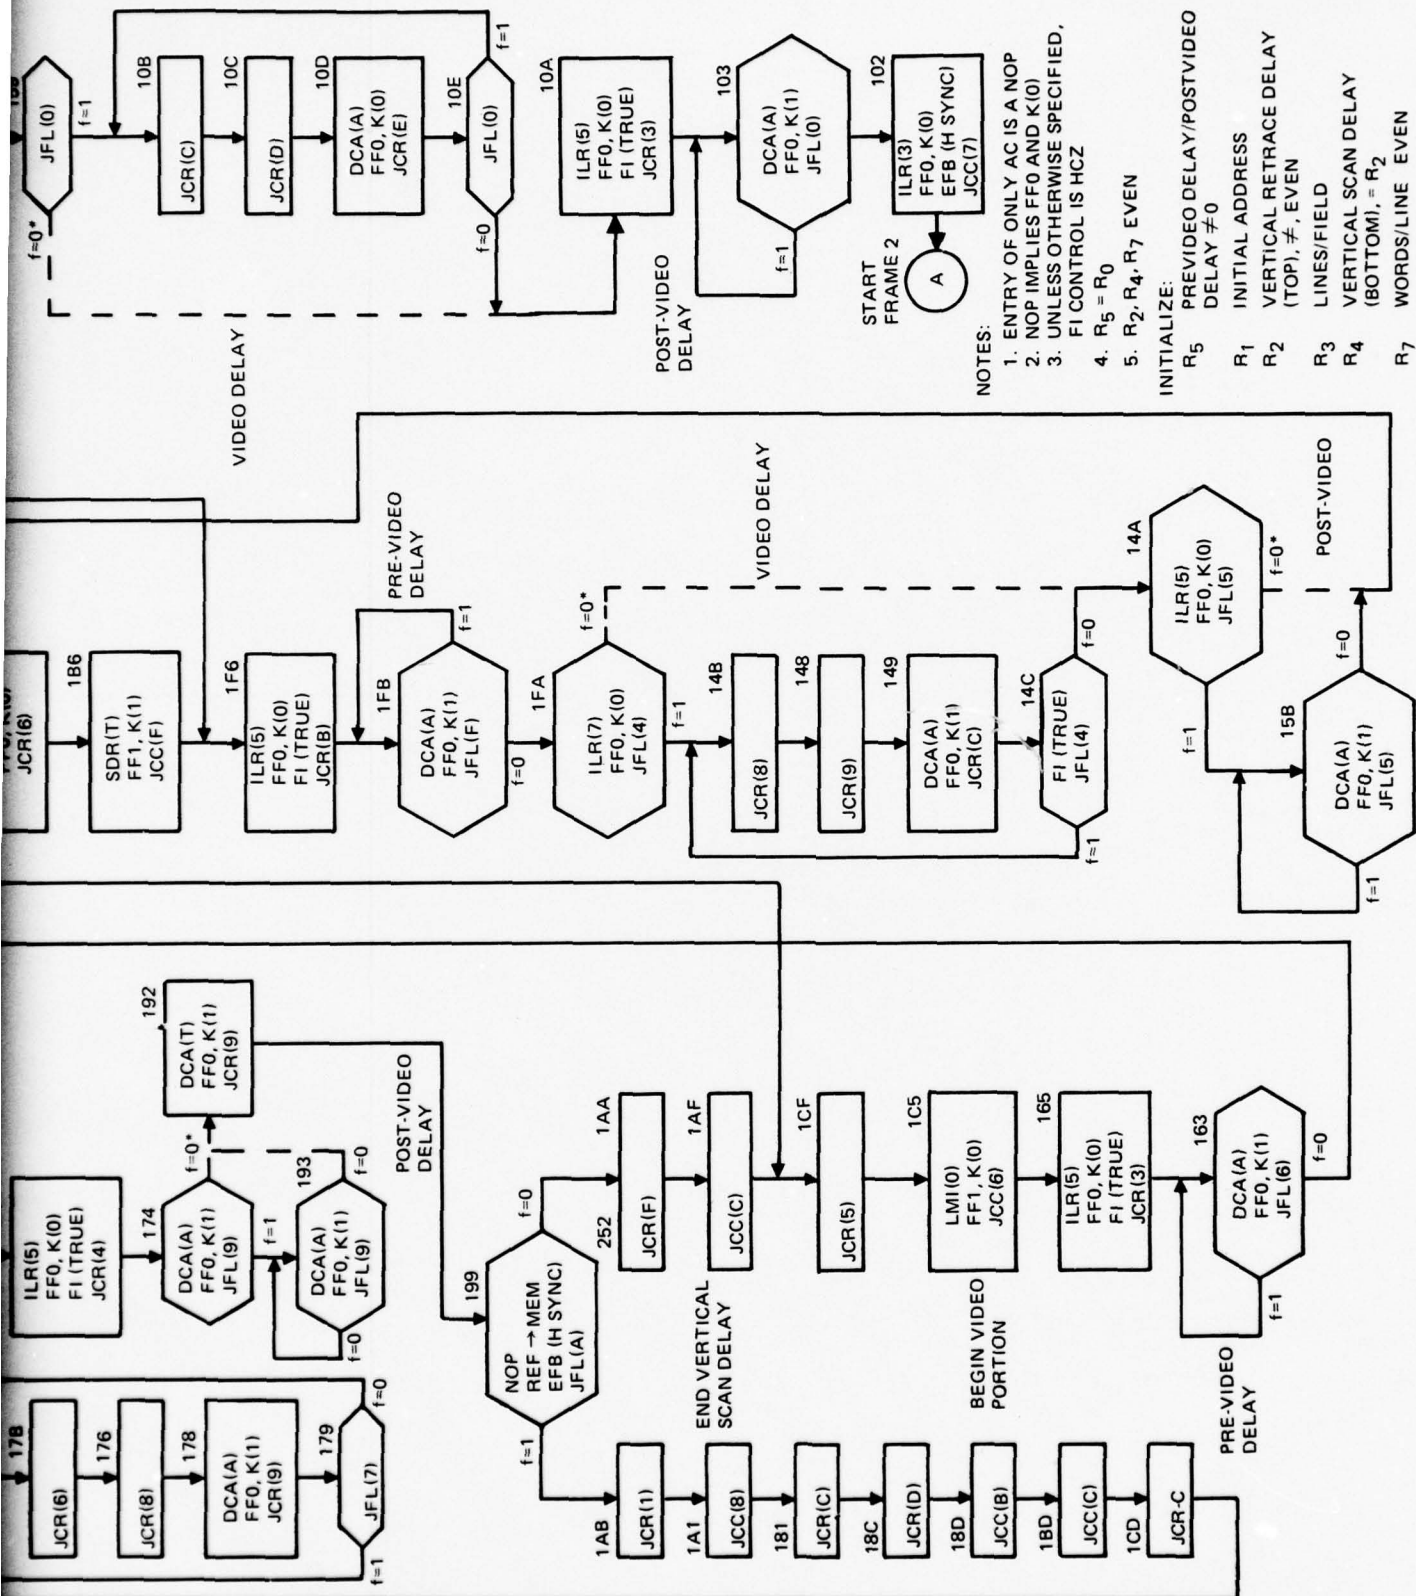 JFL(0)
f=0*
f=1
10B
JCR(C)
10C
JCR(D)
10D
DCA(A)
FF0, K(0)
JCR(E)
10E
JFL(0)
f=1
f=0
VIDEO DELAY
10A
ILR(5)
FF0, K(0)
FI (TRUE)
JCR(3)
POST-VIDEO
DELAY
103
DCA(A)
FF0, K(1)
JFL(0)
f=1
102
ILR(3)
FF0, K(0)
EFB (H SYNC)
JCC(7)
START
FRAME 2
A
NOTES:
1. ENTRY OF ONLY AC IS A NOP
2. NOP IMPLIES FF0 AND K(0)
3. UNLESS OTHERWISE SPECIFIED,
FI CONTROL IS HCZ
4. R5 = R0
5. R2, R4, R7 EVEN
INITIALIZE:
R5 PREVIDEO DELAY/POSTVIDEO
DELAY ≠0
R1 INITIAL ADDRESS
R2 VERTICAL RETRACE DELAY
(TOP), ≠, EVEN
R3 LINES/FIELD
R4 VERTICAL SCAN DELAY
(BOTTOM), = R2
R7 WORDS/LINE EVEN
JCR(6)
1B6
SDR(T)
FF1, K(1)
JCC(F)
1F6
ILR(5)
FF0, K(0)
FI (TRUE)
JCR(B)
PRE-VIDEO
DELAY
1FB
DCA(A)
FF0, K(1)
JFL(F)
f=1
f=0
1FA
ILR(7)
FF0, K(0)
JFL(4)
f=0*
f=1
VIDEO DELAY
14B
JCR(8)
148
JCR(9)
149
DCA(A)
FF0, K(1)
JCR(C)
14C
FI (TRUE)
JFL(4)
f=0
f=1
14A
ILR(5)
FF0, K(0)
JFL(5)
f=0*
f=1
POST-VIDEO
15B
DCA(A)
FF0, K(1)
JFL(5)
f=0
f=1
ILR(5)
FF0, K(0)
FI (TRUE)
JCR(4)
174
DCA(A)
FF0, K(1)
JFL(9)
f=0*
f=1
192
DCA(T)
FF0, K(1)
JCR(9)
193
DCA(A)
FF0, K(1)
JFL(9)
f=0
f=0
POST-VIDEO
DELAY
17B
JCR(6)
176
JCR(8)
178
DCA(A)
FF0, K(1)
JCR(9)
179
JFL(7)
f=0
f=1
199
NOP
REF→MEM
EFB (H SYNC)
JFL(A)
f=0
f=1
252
1AA
JCR(F)
1AF
JCC(C)
END VERTICAL
SCAN DELAY
1CF
JCR(5)
1C5
LMI(0)
FF1, K(0)
JCC(6)
BEGIN VIDEO
PORTION
165
ILR(5)
FF0, K(0)
FI (TRUE)
JCR(3)
163
DCA(A)
FF0, K(1)
JFL(6)
f=0
f=1
PRE-VIDEO
DELAY
1AB
JCR(1)
1A1
JCC(8)
181
JCR(C)
18C
JCR(D)
18D
JCC(B)
1BD
JCC(C)
1CD
JCR-C